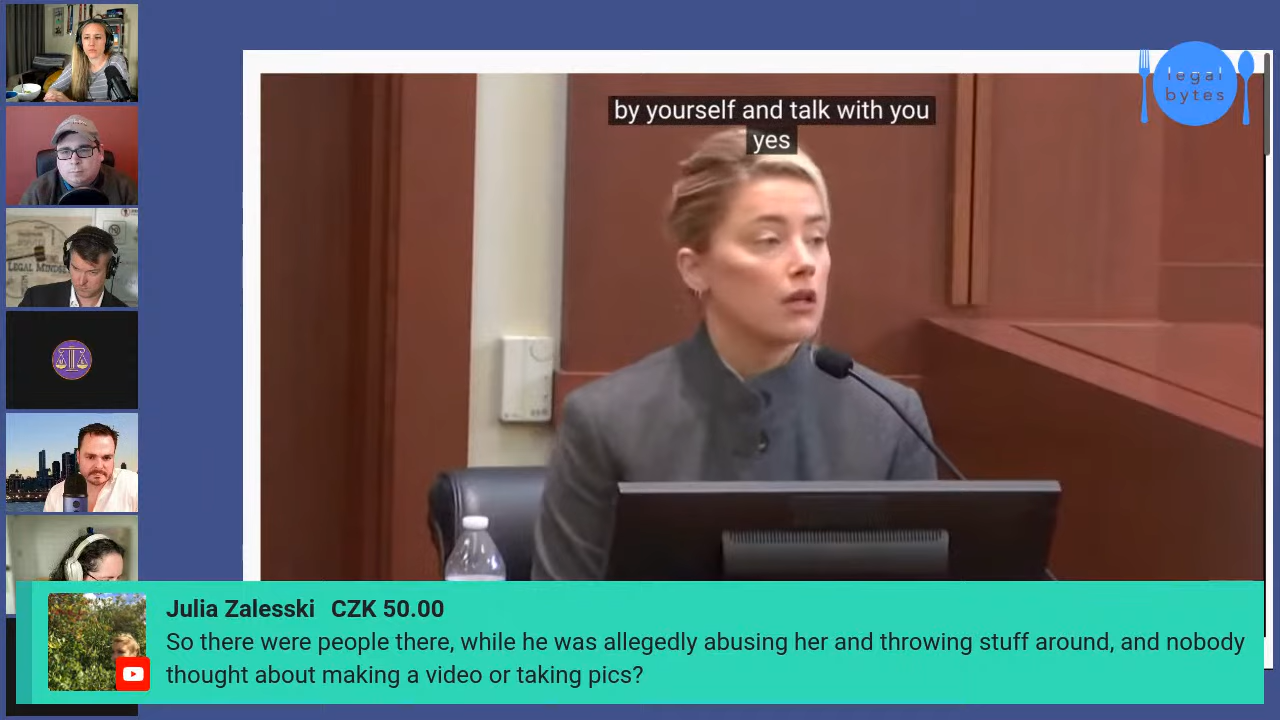 by yourself and talk with you
yes
legal
bytes
LEGAL MINDSET
Julia Zalesski CZK 50.00
So there were people there, while he was allegedly abusing her and throwing stuff around, and nobody
thought about making a video or taking pics?